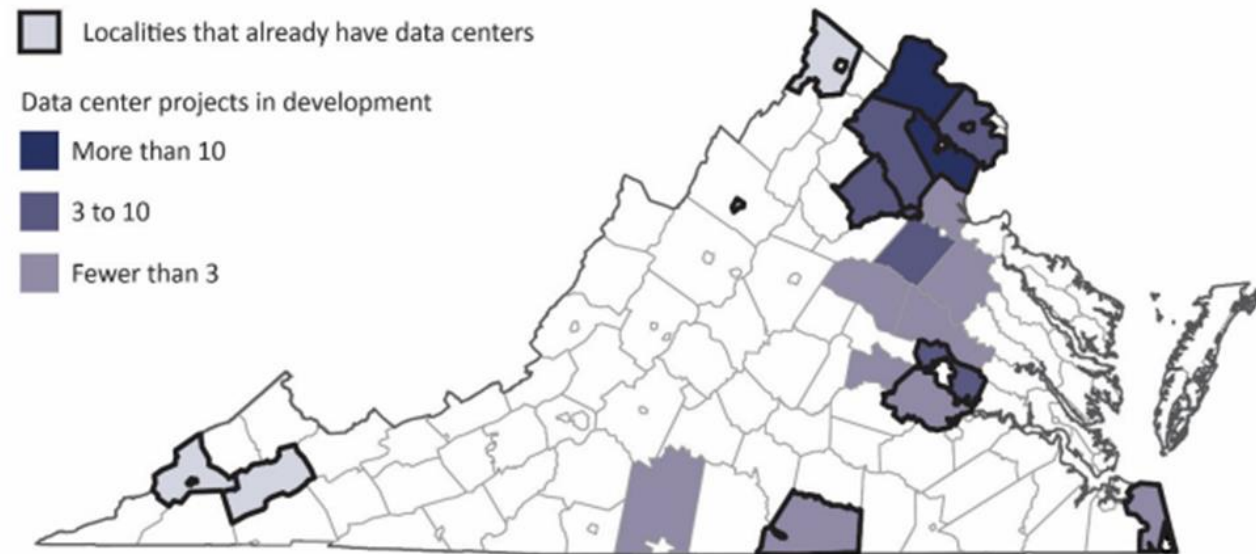 Localities that already have data centers
Data center projects in development
More than 10
3 to 10
Fewer than 3